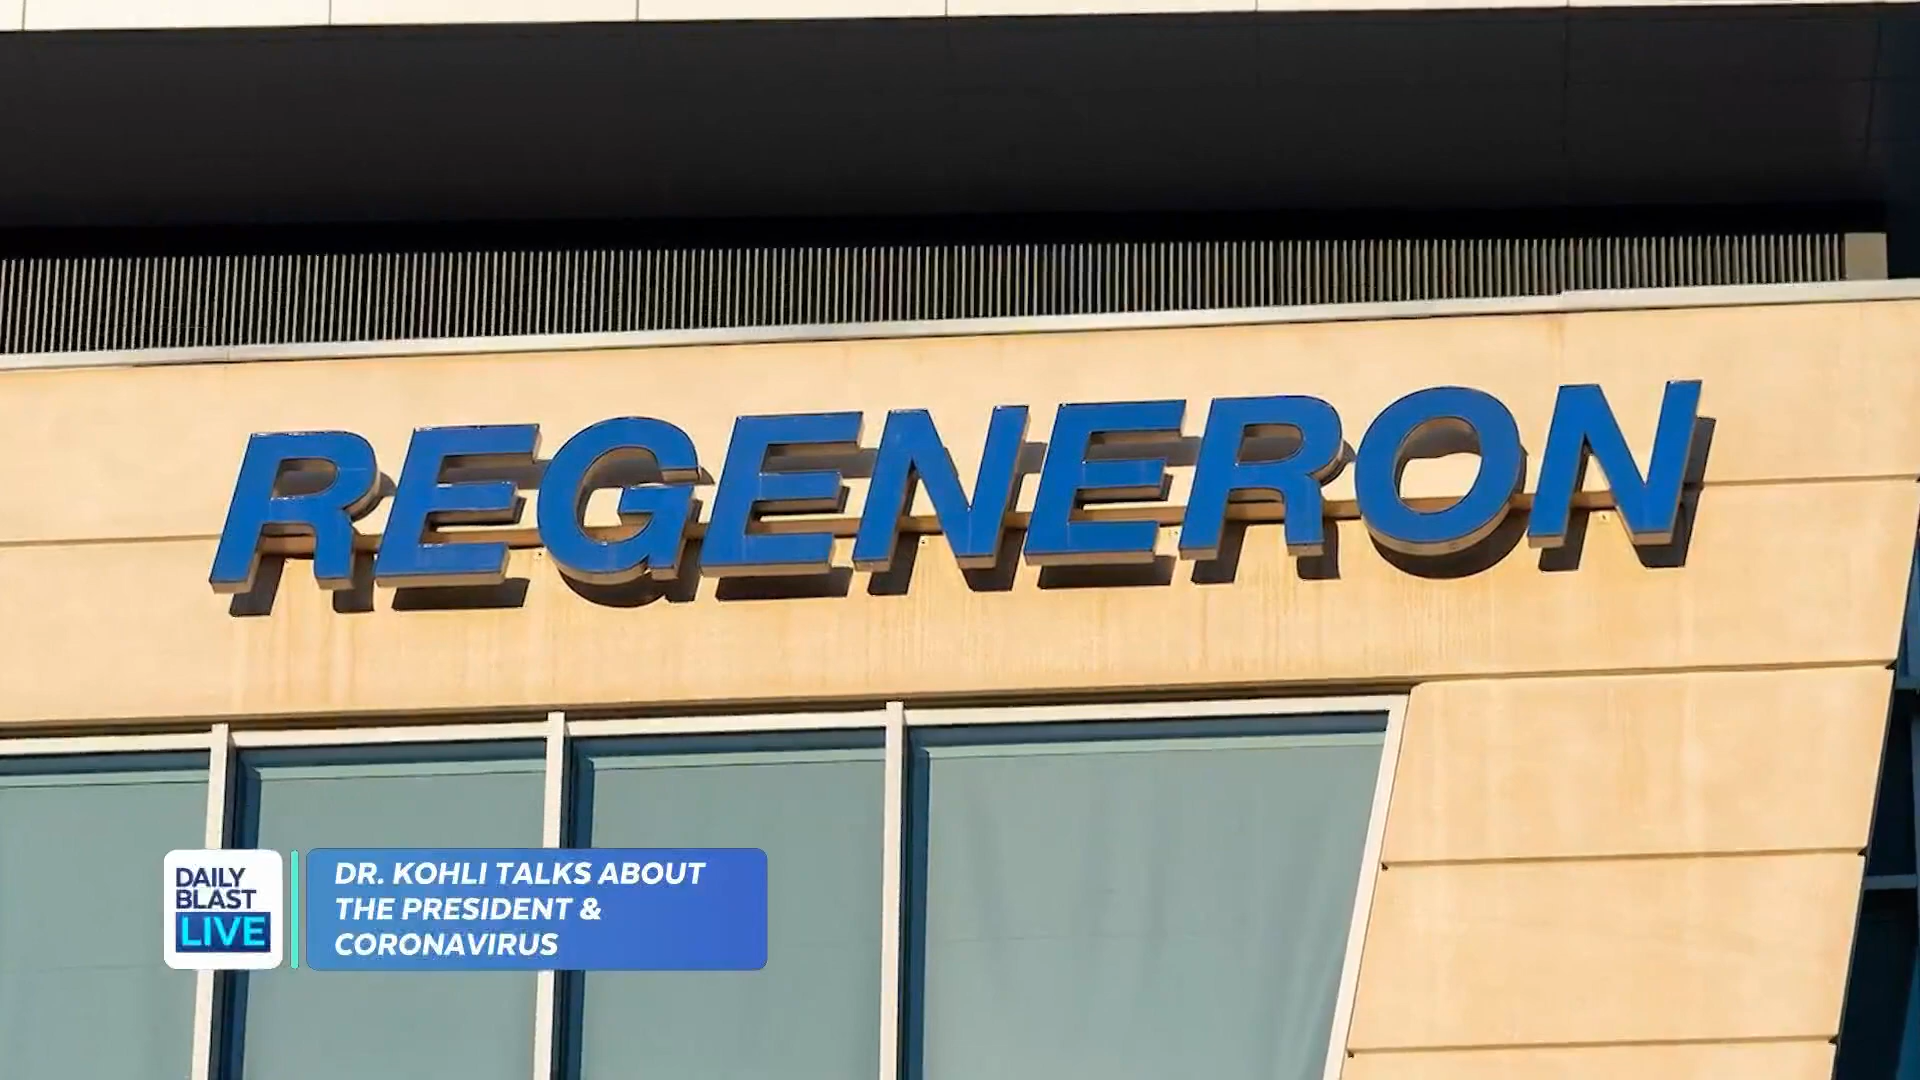 REGENERON
DAILY
BLAST
LIVE
DR. KOHLI TALKS ABOUT
THE PRESIDENT &
CORONAVIRUS